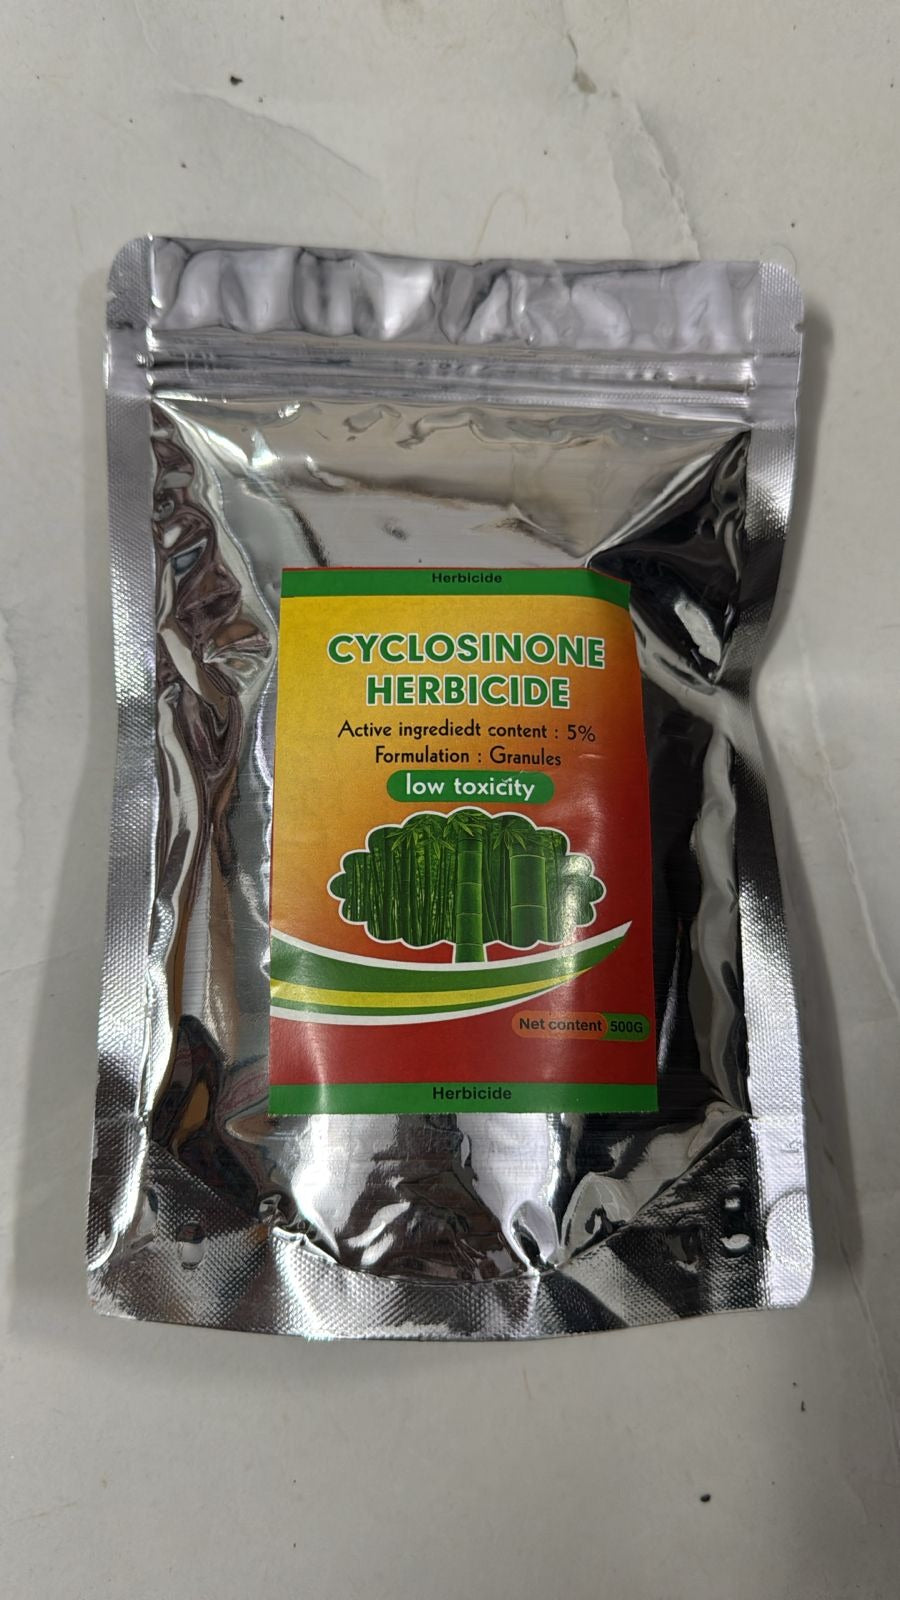 Herbicide
CYCLOSINONE
HERBICIDE
Active ingrediedt content : 5%
Formulation : Granules
low toxicity
Net content 500G
Herbicide